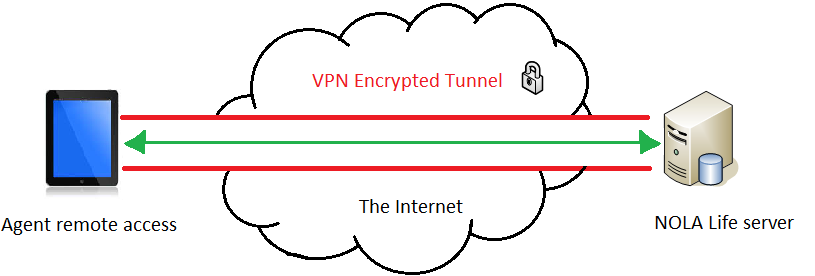 VPN Encrypted Tunnel
The Internet
Agent remote access
NOLA Life server